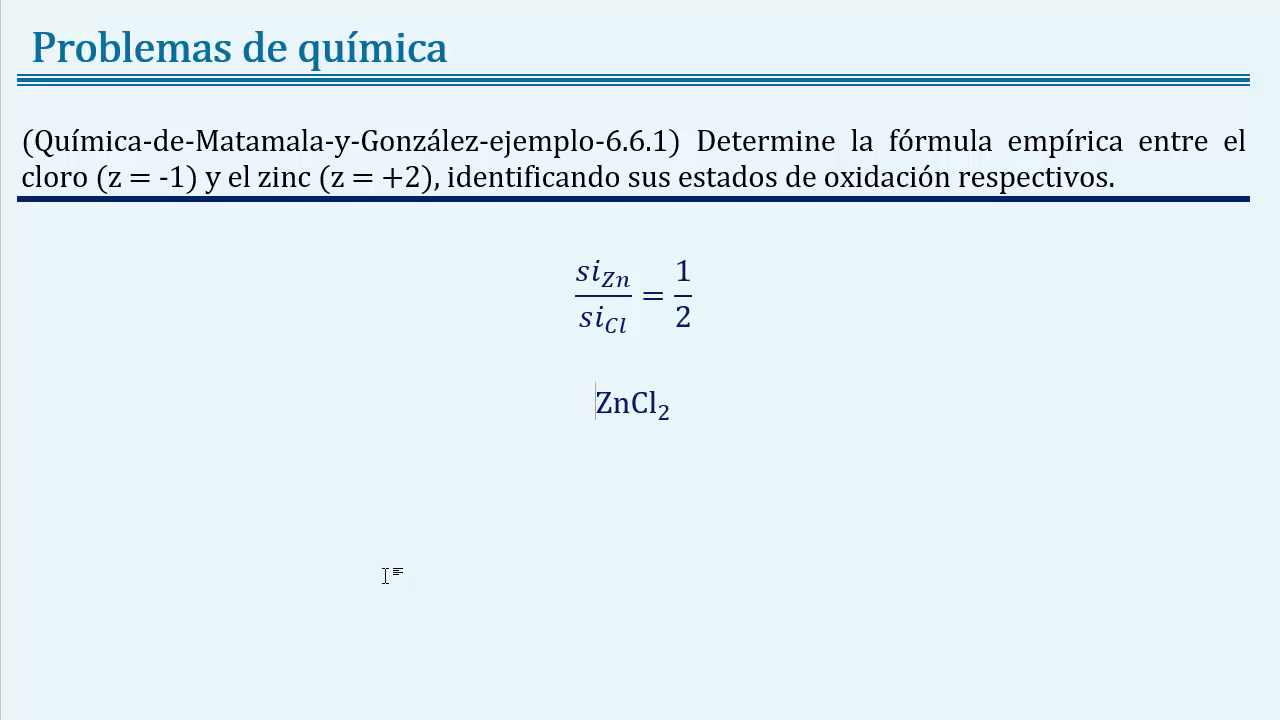 Problemas de química
(Química-de-Matamala-y-González-ejemplo-6.6.1) Determine la fórmula empírica entre el
cloro (z = -1) y el zinc (z = +2), identificando sus estados de oxidación respectivos.
si_Zn / si_Cl = 1 / 2
ZnCl₂